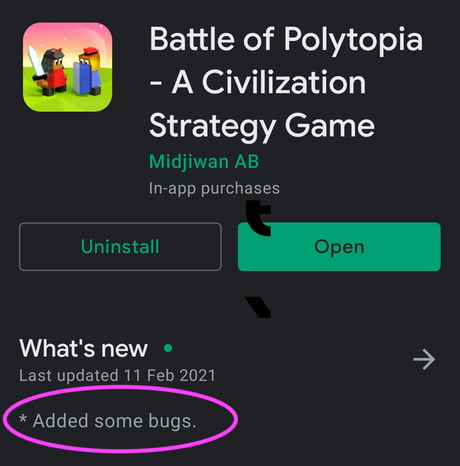 Battle of Polytopia
- A Civilization
Strategy Game
Midjiwan AB
In-app purchases
Uninstall
Open
What's new
Last updated 11 Feb 2021
* Added some bugs.